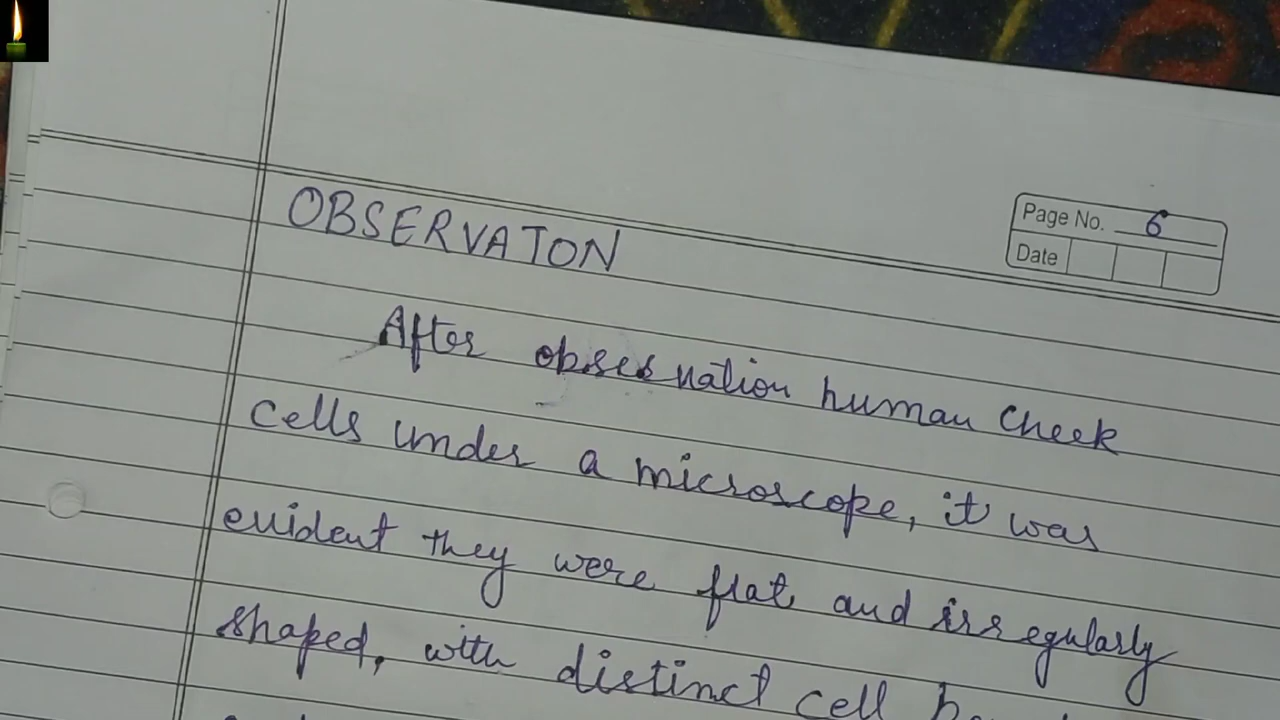 Page No. 6
Date
OBSERVATON
After observation human cheek
cells under a microscope, it was
evident they were flat and irregularly
shaped, with distinct cell